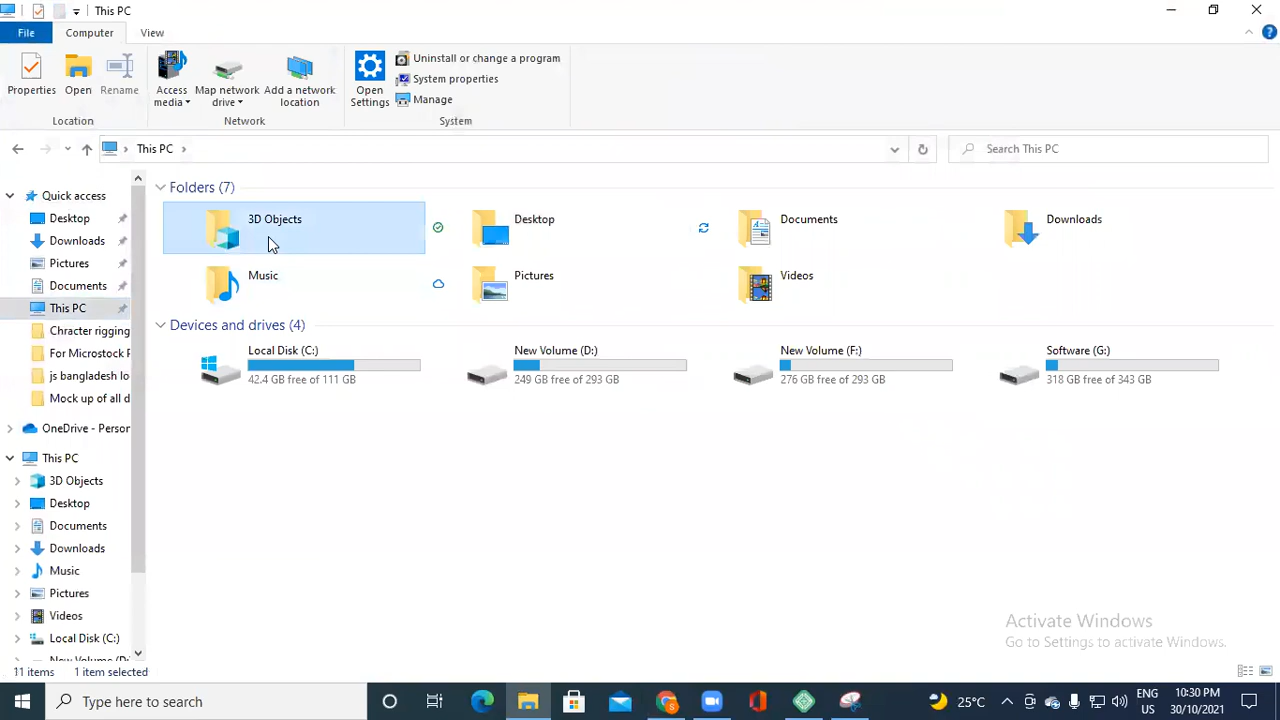 This PC
File
Computer
View
Properties
Open
Rename
Access media
Map network drive
Add a network location
Open Settings
Uninstall or change a program
System properties
Manage
Location
Network
System
This PC
Search This PC
Quick access
Desktop
Downloads
Pictures
Documents
This PC
Chracter rigging
For Microstock
js bangladesh lo
Mock up of all d
OneDrive - Person
This PC
3D Objects
Desktop
Documents
Downloads
Music
Pictures
Videos
Local Disk (C:)
New Volume (D:
Folders (7)
3D Objects
Desktop
Documents
Downloads
Music
Pictures
Videos
Devices and drives (4)
Local Disk (C:)
42.4 GB free of 111 GB
New Volume (D:)
249 GB free of 293 GB
New Volume (F:)
276 GB free of 293 GB
Software (G:)
318 GB free of 343 GB
Activate Windows
Go to Settings to activate Windows.
11 items
1 item selected
Type here to search
25°C
ENG
US
10:30 PM
30/10/2021